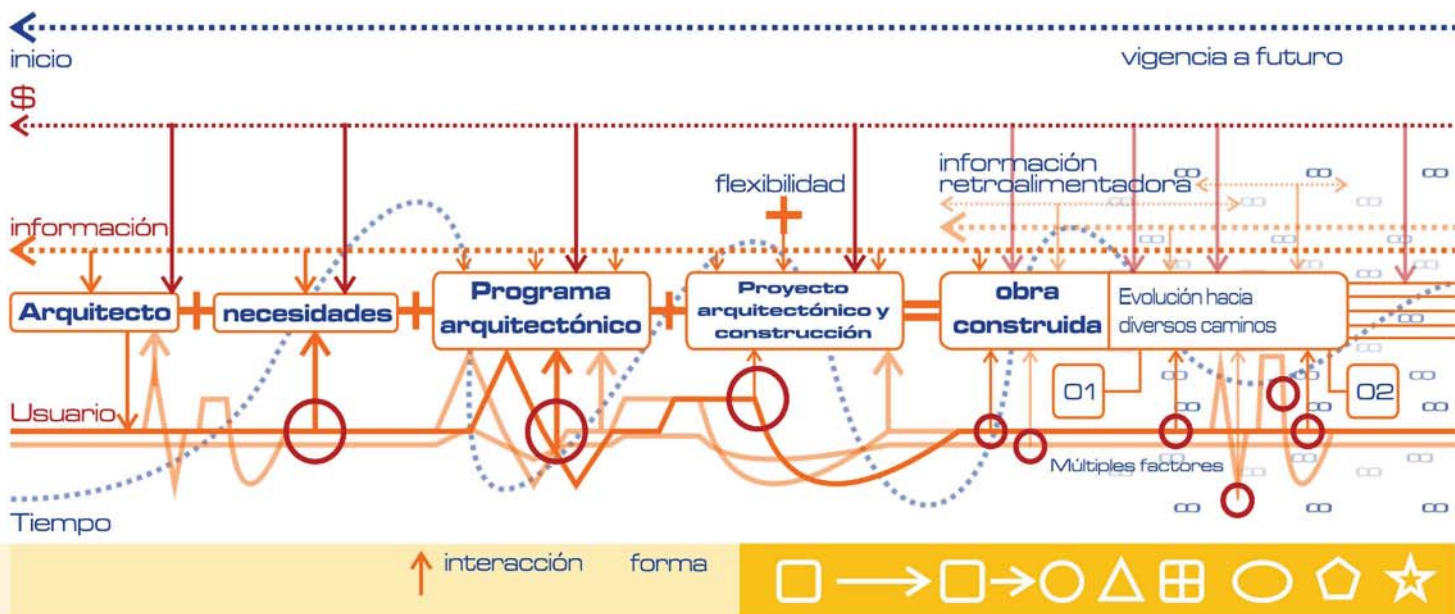 inicio
vigencia a futuro
$
información
flexibilidad
información
retroalimentadora
Arquitecto
+
necesidades
+
Programa
arquitectónico
+
Proyecto
arquitectónico y
construcción
=
obra
construida
Evolución hacia
diversos caminos
01
02
Usuario
Múltiples factores
Tiempo
interacción
forma